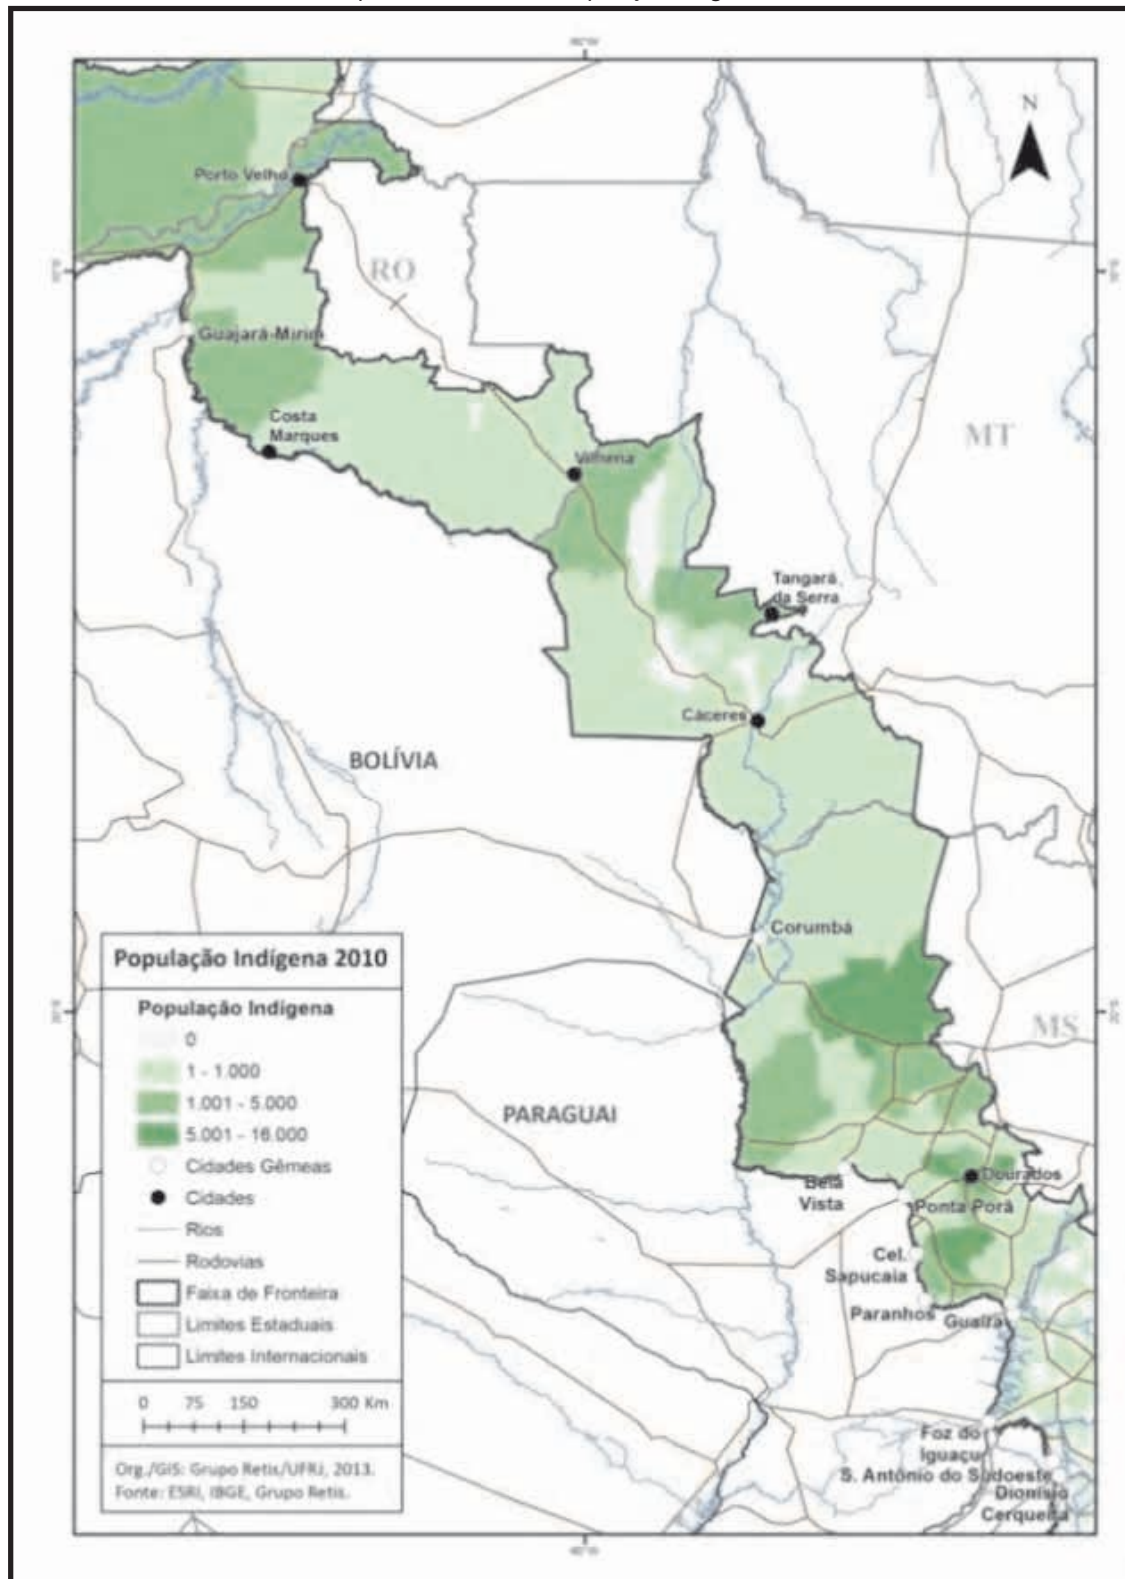 N
Porto Velho
RO
Guajará-Mirim
Costa
Marques
Vilhena
MT
Tangará
da Serra
Cáceres
BOLÍVIA
Corumbá
MS
PARAGUAI
Dourados
Bela
Vista
Ponta Porã
Cel.
Sapucaia
Paranhos
Guaíra
Foz do
Iguaçu
S. Antônio do Sudoeste
Dionísio
Cerqueira
População Indígena 2010
População Indígena
0
1 - 1.000
1.001 - 5.000
5.001 - 16.000
Cidades Gêmeas
Cidades
Rios
Rodovias
Faixa de Fronteira
Limites Estaduais
Limites Internacionais
0 75 150 300 Km
Org./GIS: Grupo Retis/UFRJ, 2013.
Fonte: ESRI, IBGE, Grupo Retis.